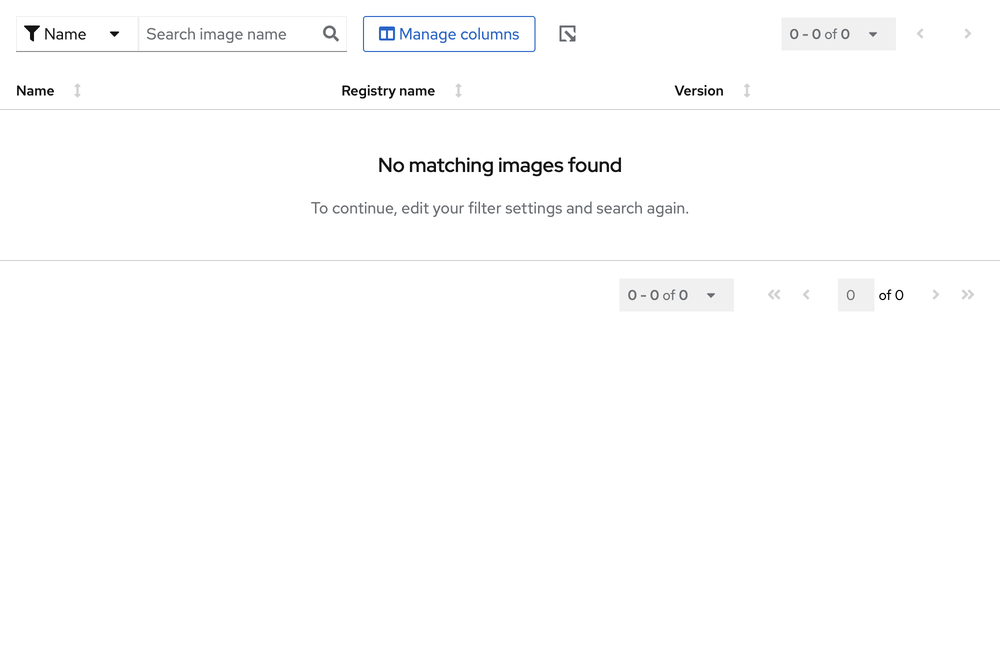 Name Search image name Manage columns 0 - 0 of 0
Name Registry name Version
No matching images found
To continue, edit your filter settings and search again.
0 - 0 of 0 0 of 0